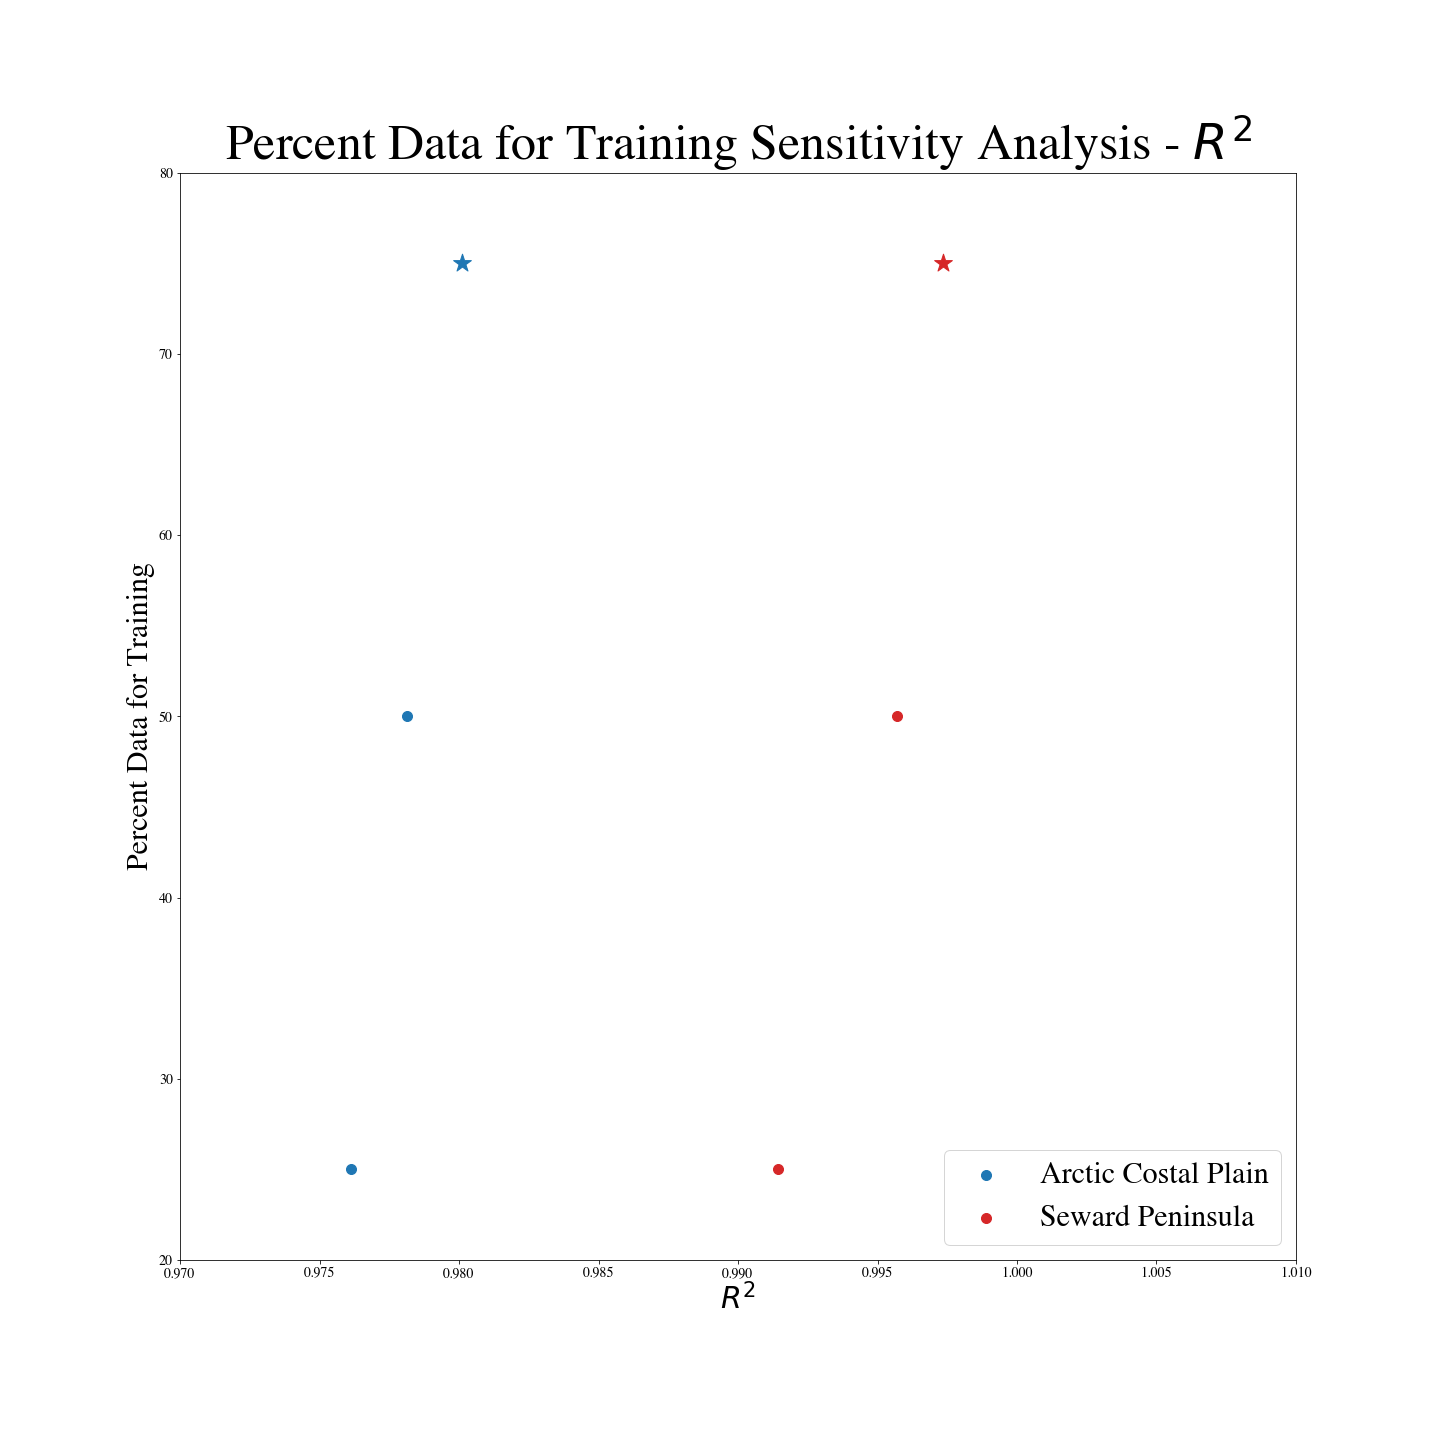 Percent Data for Training Sensitivity Analysis - R²
80
70
60
50
40
30
20
Percent Data for Training
0.970 0.975 0.980 0.985 0.990 0.995 1.000 1.005 1.010
R²
Arctic Costal Plain
Seward Peninsula